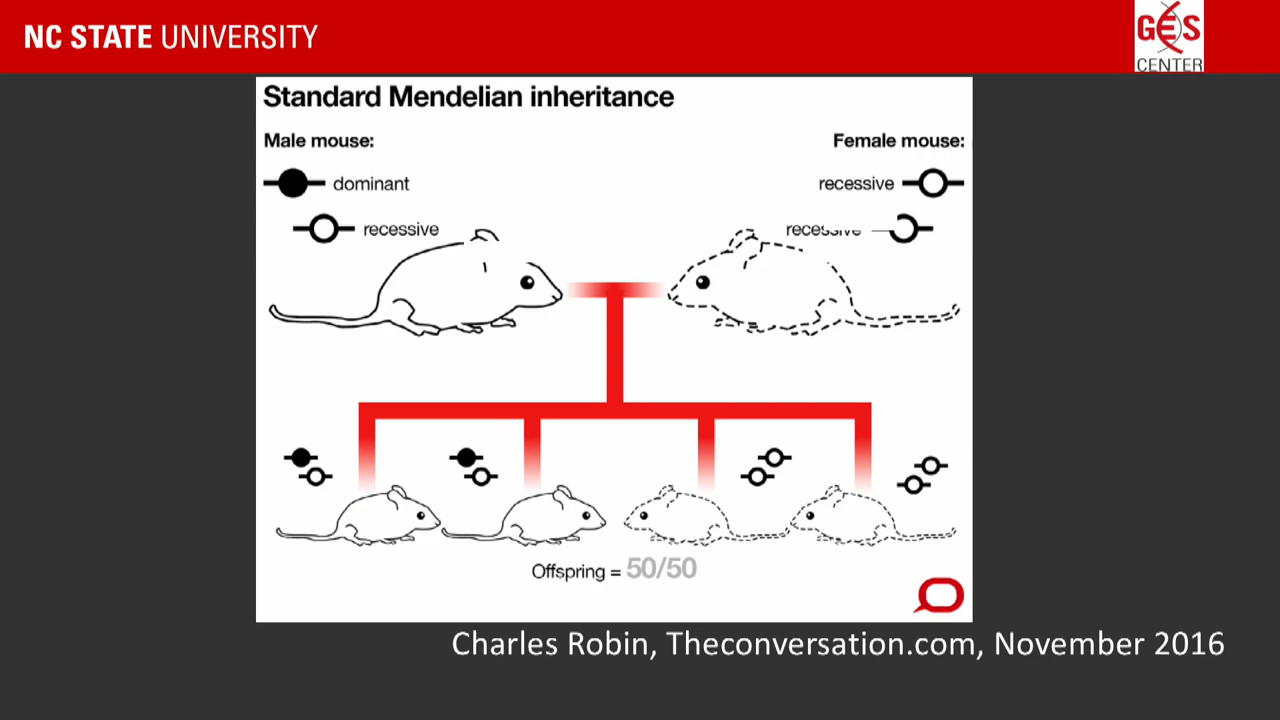 NC STATE UNIVERSITY
GES
CENTER
Standard Mendelian inheritance
Male mouse:
Female mouse:
dominant
recessive
recessive
recessive
Offspring = 50/50
Charles Robin, Theconversation.com, November 2016